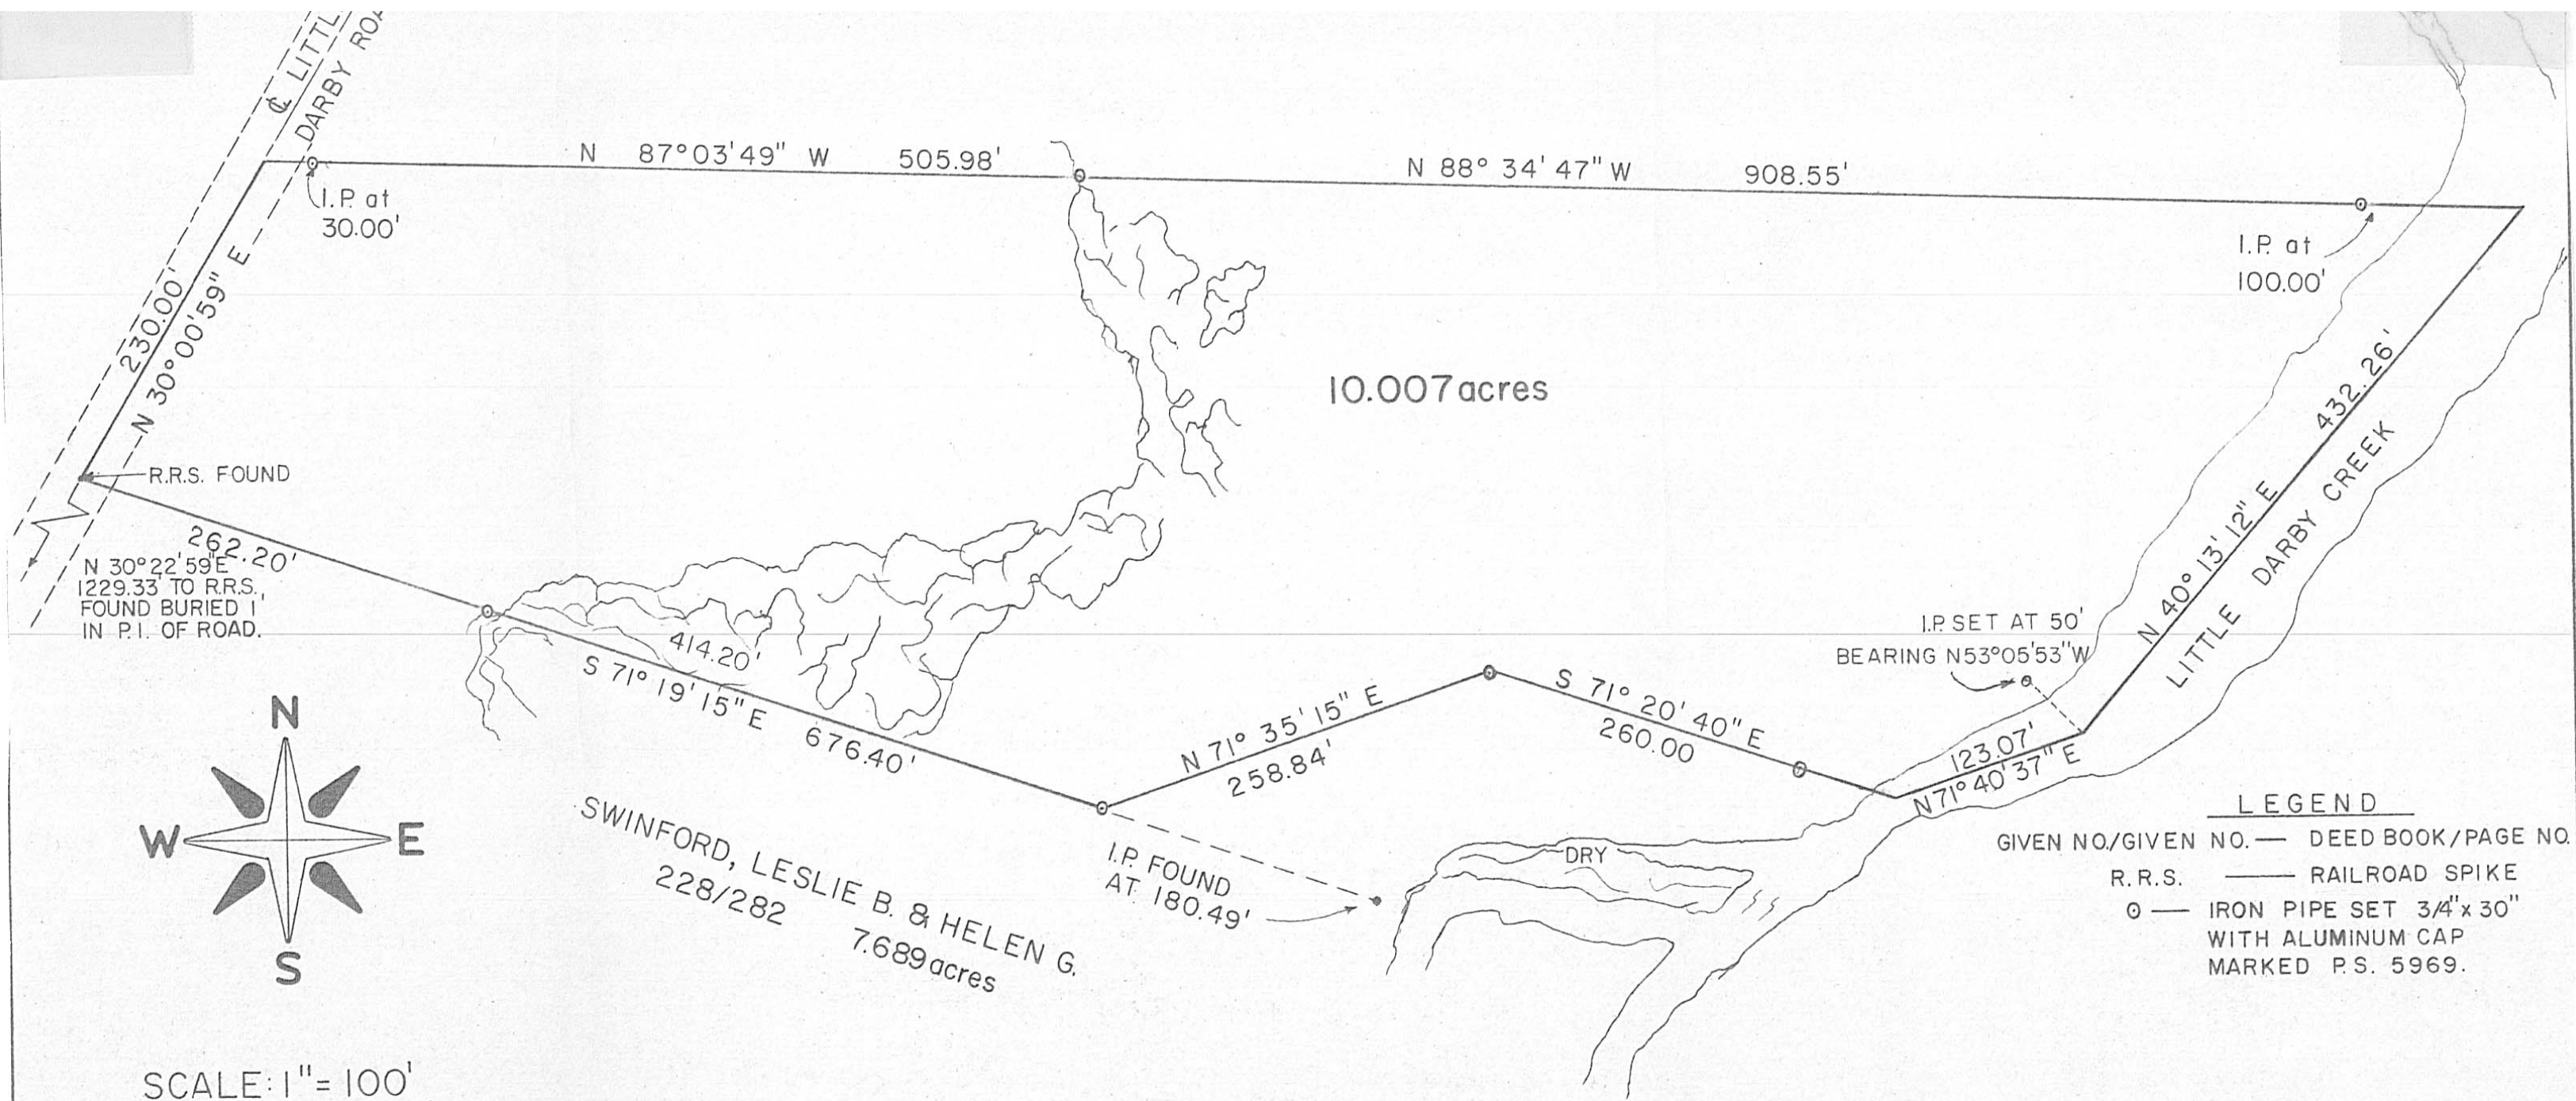 ℄ LITTL
DARBY ROA
N 87°03'49" W 505.98'
N 88° 34' 47" W 908.55'
I.P. at
30.00'
I.P. at
100.00'
230.00'
N 30°00'59" E
10.007 acres
432.26'
N 40° 13' 12" E
LITTLE DARBY CREEK
R.R.S. FOUND
262.20'
N 30°22'59"E
1229.33' TO R.R.S.,
FOUND BURIED 1'
IN P.I. OF ROAD.
414.20'
S 71° 19' 15" E 676.40'
N 71° 35' 15" E
258.84'
S 71° 20' 40" E
260.00
I.P. SET AT 50'
BEARING N53°05'53"W
123.07'
N71°40'37"E
N
W E
S
SWINFORD, LESLIE B. & HELEN G.
228/282 7.689 acres
I.P. FOUND
AT 180.49'
DRY
LEGEND
GIVEN NO./GIVEN NO. — DEED BOOK/PAGE NO.
R.R.S. — RAILROAD SPIKE
⊙ — IRON PIPE SET 3/4"x 30"
WITH ALUMINUM CAP
MARKED P.S. 5969.
SCALE: 1" = 100'